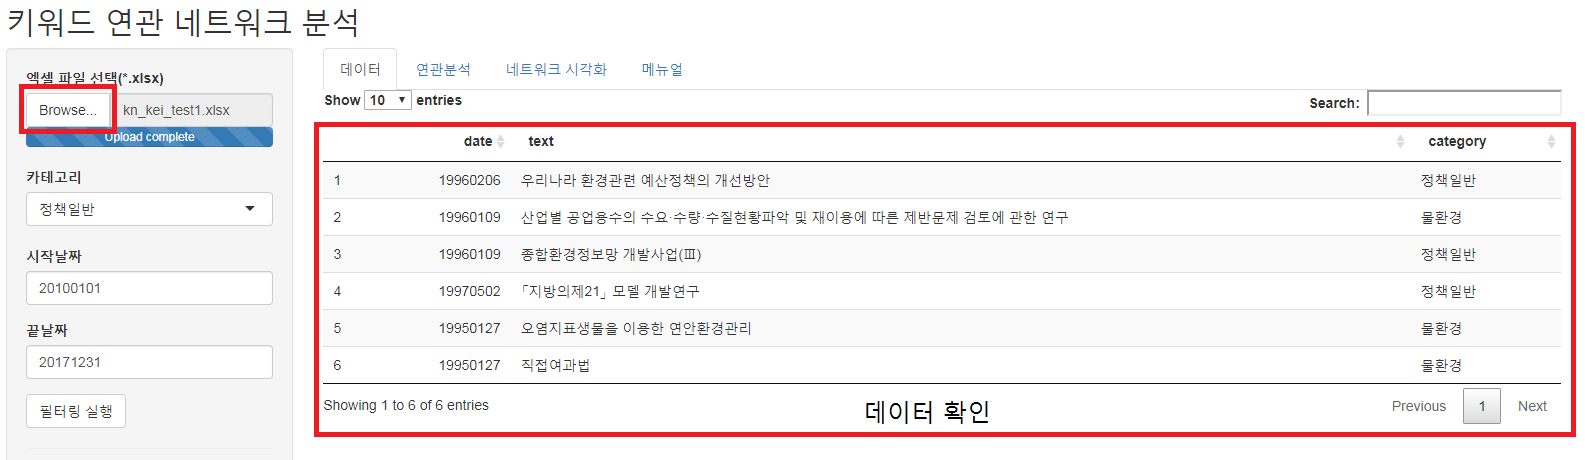 키워드 연관 네트워크 분석
엑셀 파일 선택(*.xlsx)
Browse... kn_kei_test1.xlsx
Upload complete
카테고리
정책일반
시작날짜
20100101
끝날짜
20171231
필터링 실행
데이터 연관분석 네트워크 시각화 메뉴얼
Show 10 entries Search:
date text category
1 19960206 우리나라 환경관련 예산정책의 개선방안 정책일반
2 19960109 산업별 공업용수의 수요·수량·수질현황파악 및 재이용에 따른 제반문제 검토에 관한 연구 물환경
3 19960109 종합환경정보망 개발사업(Ⅲ) 정책일반
4 19970502 「지방의제21」 모델 개발연구 정책일반
5 19950127 오염지표생물을 이용한 연안환경관리 물환경
6 19950127 직접여과법 물환경
Showing 1 to 6 of 6 entries Previous 1 Next
데이터 확인